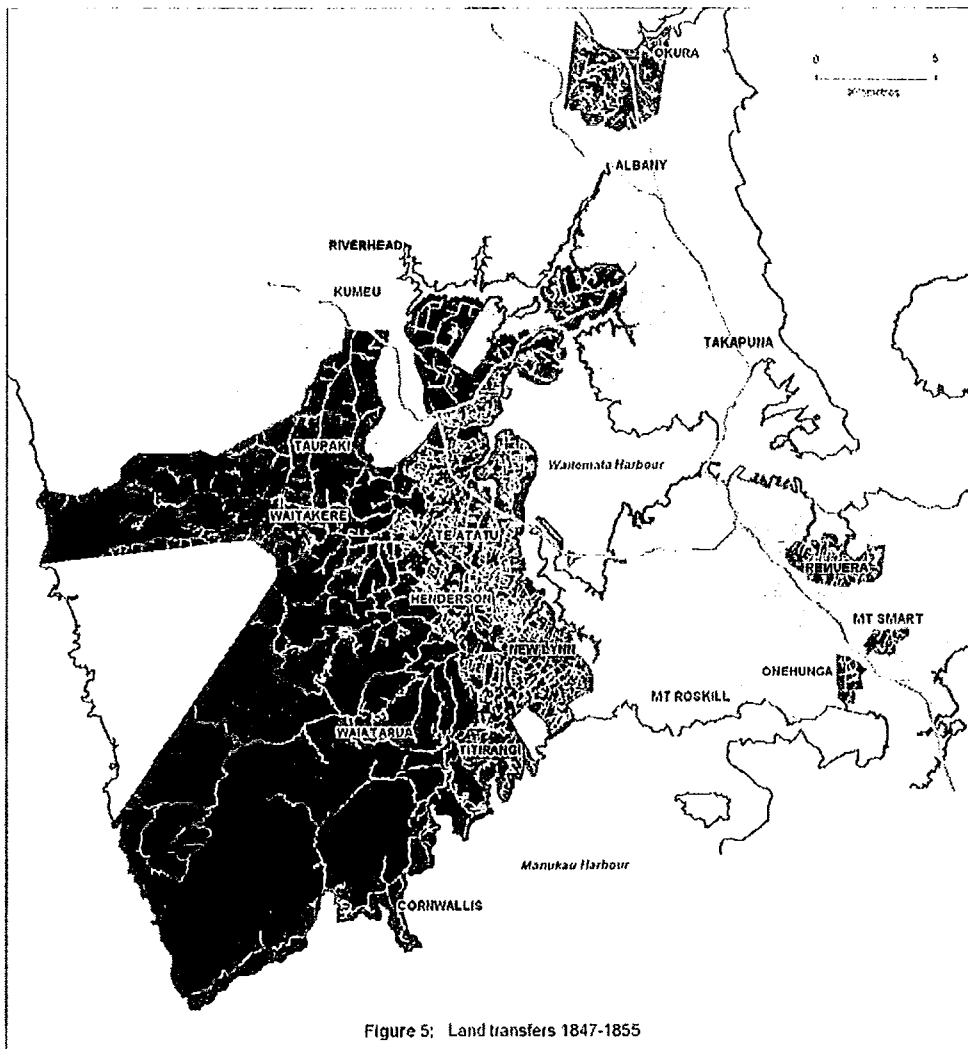 OKURA
0 5
Kilometres
ALBANY
RIVERHEAD
KUMEU
TAKAPUNA
TAUPAKI
Waitemata Harbour
WAITAKERE
TE ATATU
REMUERA
HENDERSON
MT SMART
NEW LYNN
ONEHUNGA
MT ROSKILL
WAIATARUA
TITIRANGI
Manukau Harbour
CORNWALLIS
Figure 5; Land transfers 1847-1855